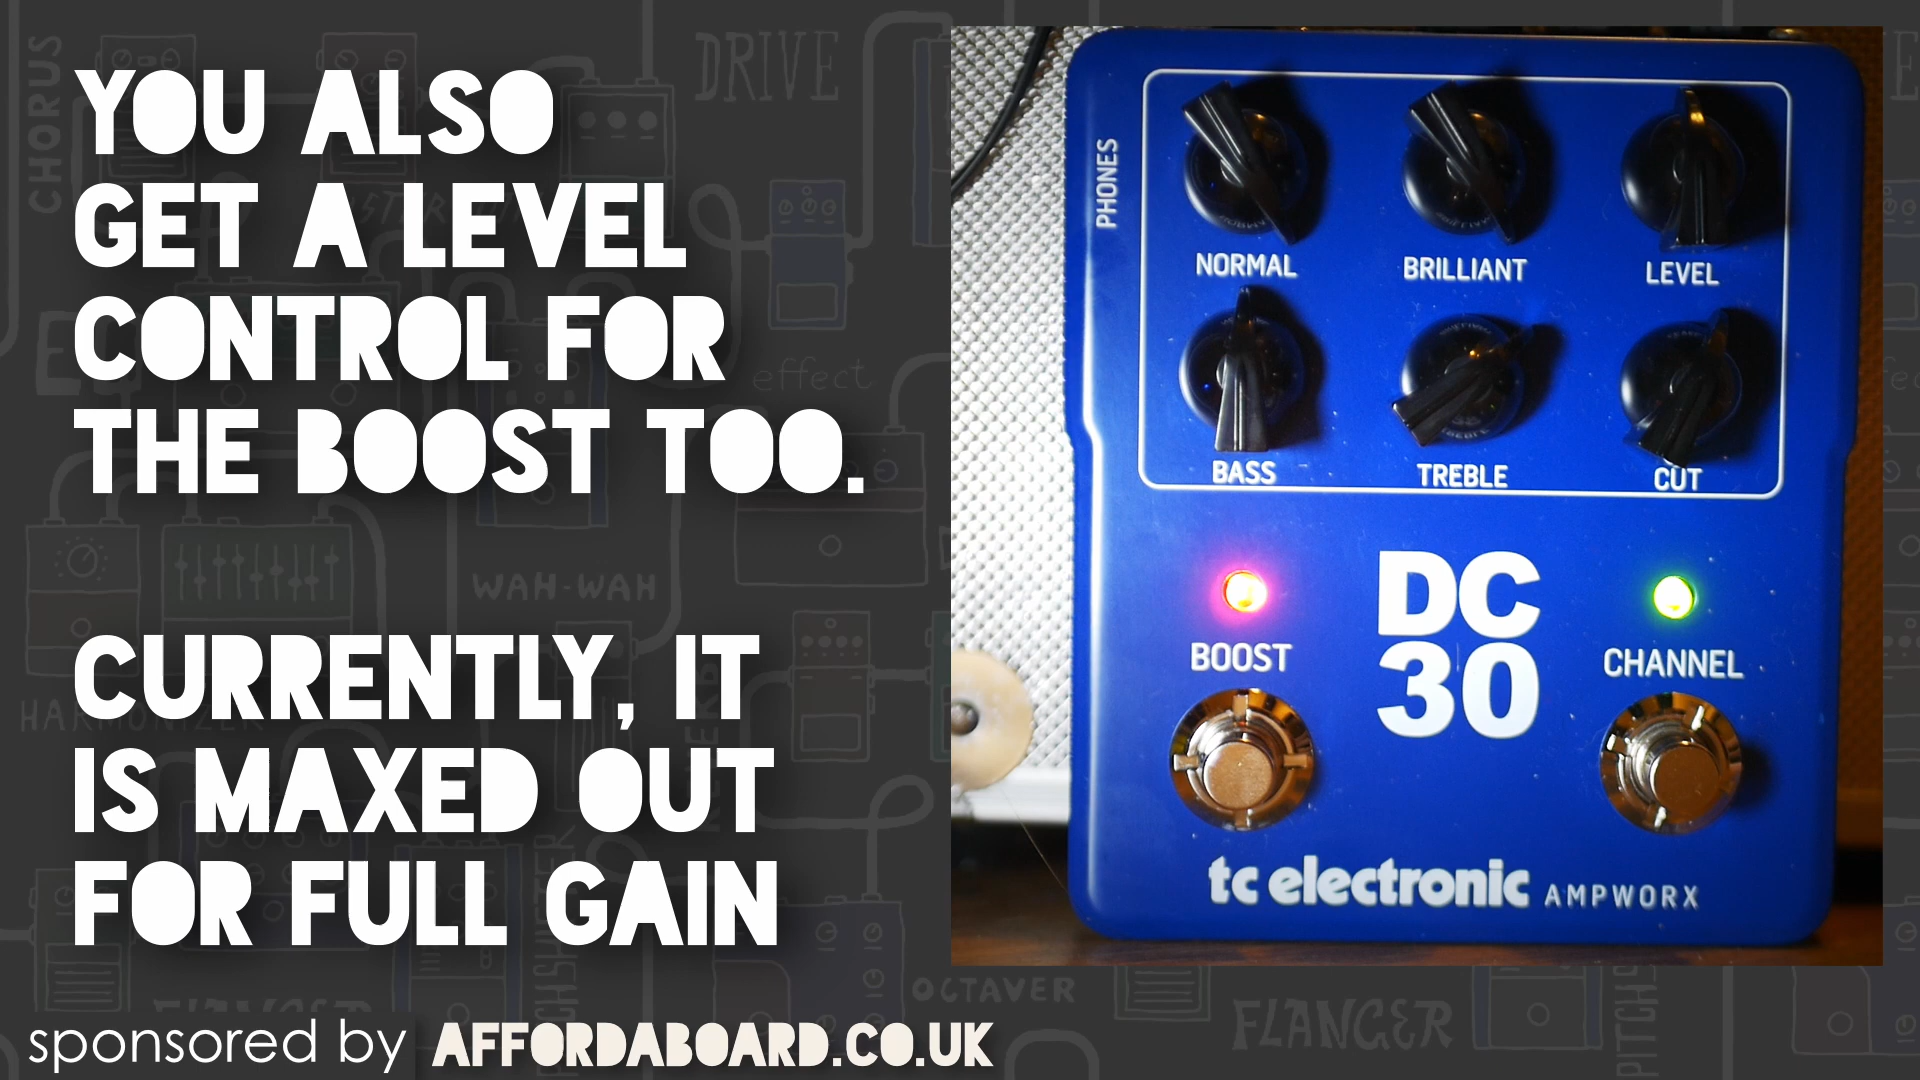 YOU ALSO
GET A LEVEL
CONTROL FOR
THE BOOST TOO.
CURRENTLY, IT
IS MAXED OUT
FOR FULL GAIN
sponsored by AFFORDABOARD.CO.UK
PHONES
NORMAL BRILLIANT LEVEL
BASS TREBLE CUT
BOOST
DC
30
CHANNEL
tc electronic AMPWORX
CHORUS
DRIVE
effect
WAH-WAH
HARMONIZER
FLANGER
OCTAVER
FLANGER